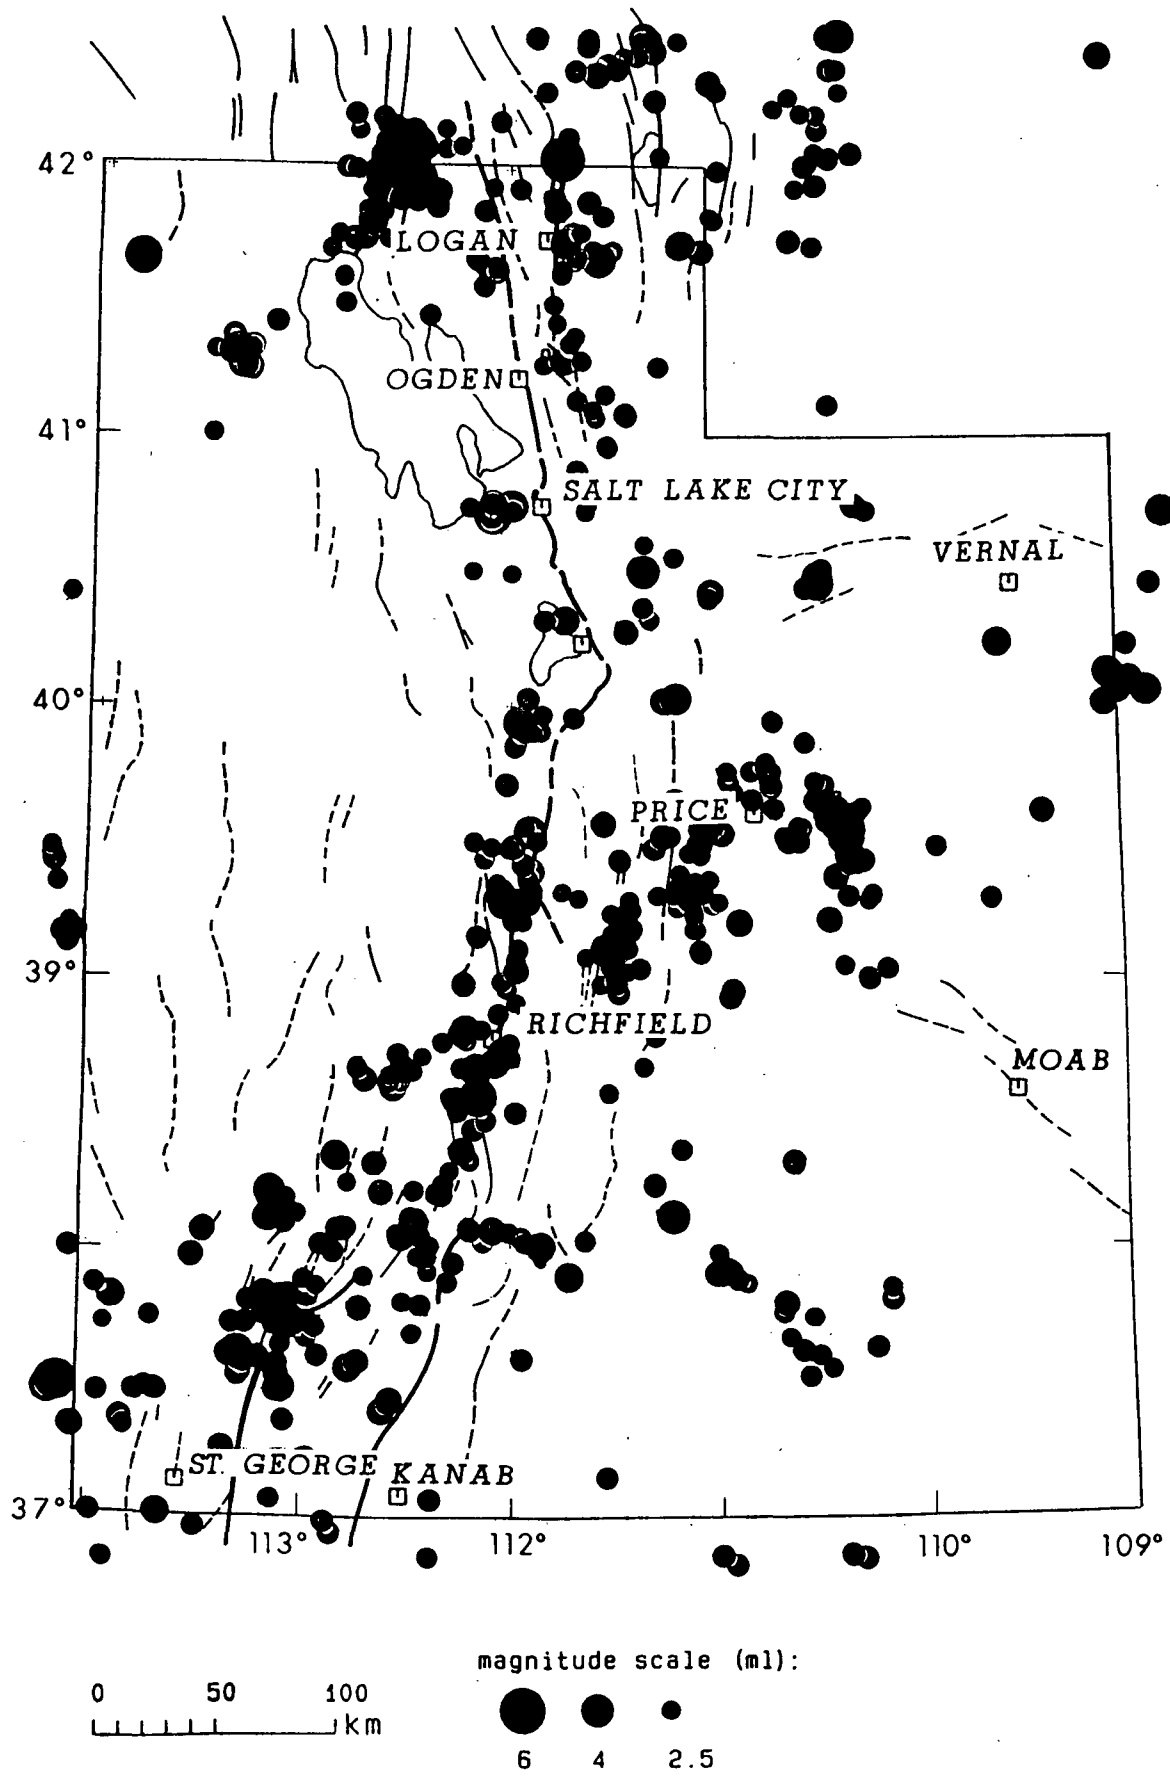 42°
LOGAN
OGDEN
41°
SALT LAKE CITY
VERNAL
40°
PRICE
39°
RICHFIELD
MOAB
ST. GEORGE
KANAB
37°
113°
112°
110°
109°
magnitude scale (ml):
0 50 100
km
6 4 2.5